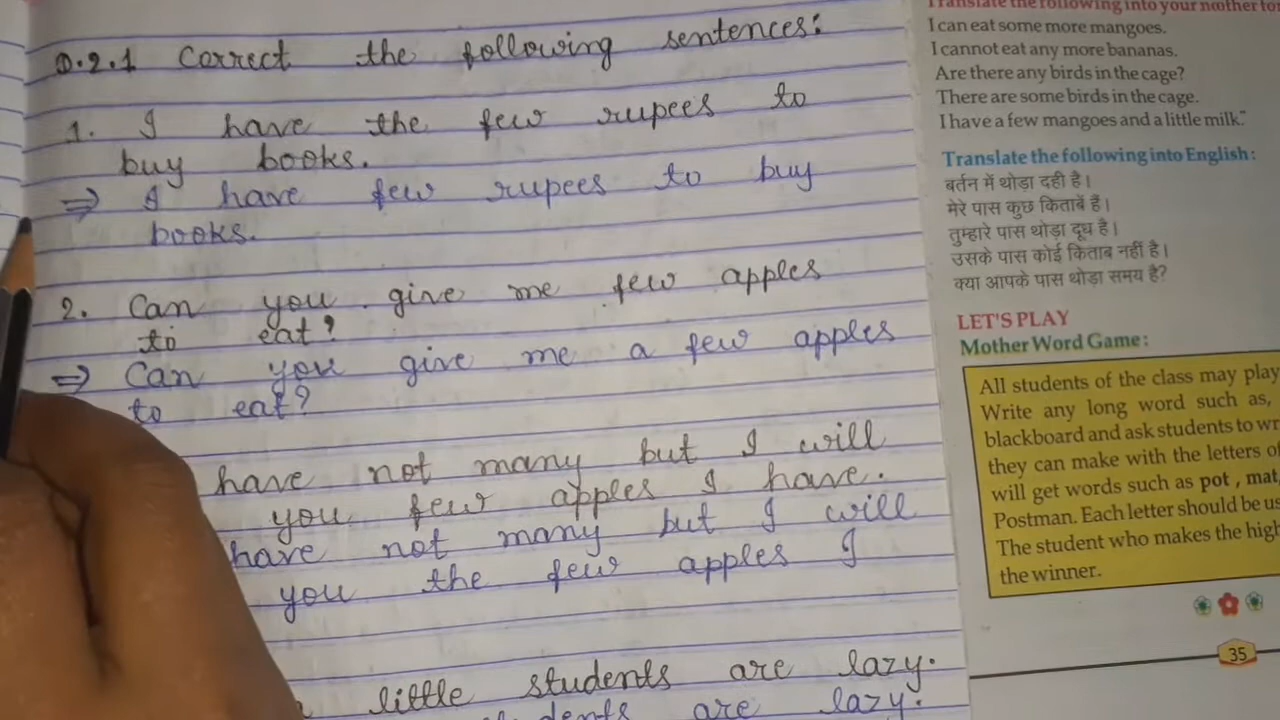 Q.2.1 Correct the following sentences:
1. I have the few rupees to
buy books.
⇒ I have few rupees to buy
books.
2. Can you give me few apples
to eat?
⇒ Can you give me a few apples
to eat?
have not many but I will
you few apples I have.
have not many but I will
you the few apples I
little students are lazy.
are lazy.
Translate the following into your mother
I can eat some more mangoes.
I cannot eat any more bananas.
Are there any birds in the cage?
There are some birds in the cage.
I have a few mangoes and a little milk."
Translate the following into English:
बर्तन में थोड़ा दही है।
मेरे पास कुछ किताबें हैं।
तुम्हारे पास थोड़ा दूध है।
उसके पास कोई किताब नहीं है।
क्या आपके पास थोड़ा समय है?
LET'S PLAY
Mother Word Game:
All students of the class may play
Write any long word such as,
blackboard and ask students to
they can make with the letters
will get words such as pot, mat,
Postman. Each letter should be
The student who makes the
the winner.
35